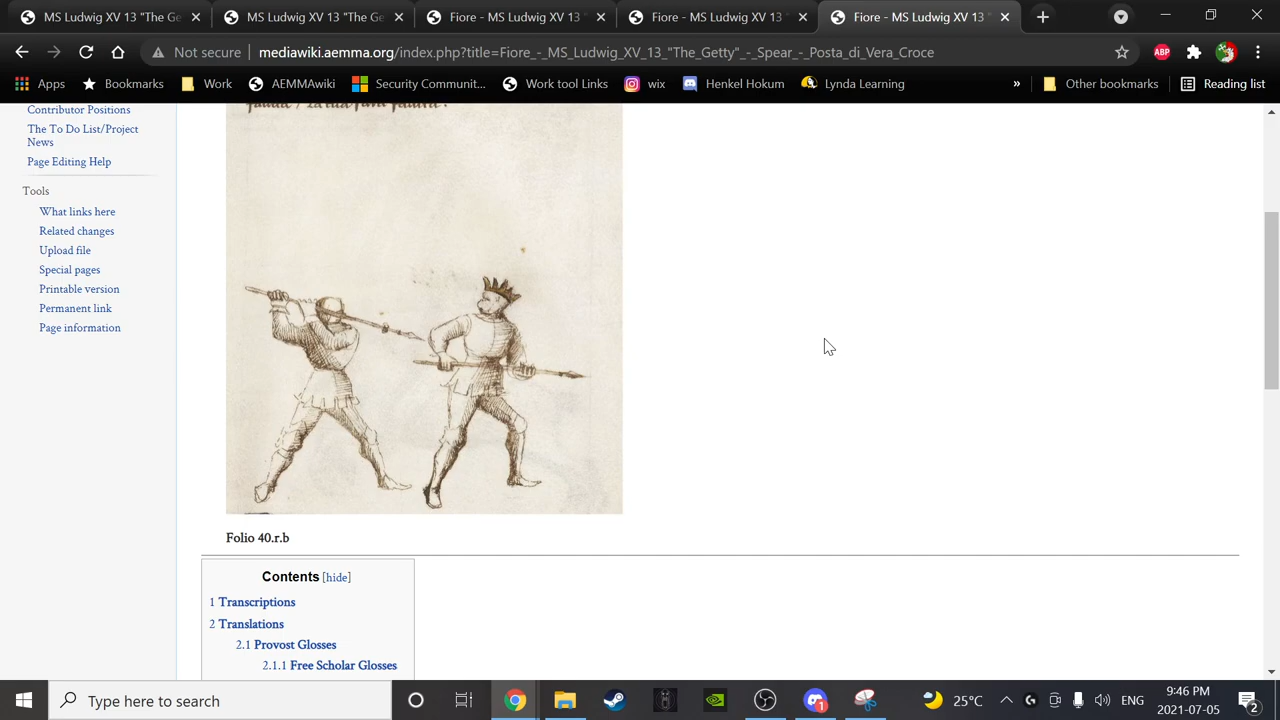 MS Ludwig XV 13 "The Ge
MS Ludwig XV 13 "The Ge
Fiore - MS Ludwig XV 13
Fiore - MS Ludwig XV 13
Fiore - MS Ludwig XV 13
Not secure
mediawiki.aemma.org/index.php?title=Fiore_-_MS_Ludwig_XV_13_"The_Getty"_-_Spear_-_Posta_di_Vera_Croce
ABP
Apps
Bookmarks
Work
AEMMAwiki
Security Communit...
Work tool Links
wix
Henkel Hokum
Lynda Learning
»
Other bookmarks
Reading list
Contributor Positions
The To Do List/Project
News
Page Editing Help
Tools
What links here
Related changes
Upload file
Special pages
Printable version
Permanent link
Page information
Folio 40.r.b
Contents [hide]
1 Transcriptions
2 Translations
2.1 Provost Glosses
2.1.1 Free Scholar Glosses
Type here to search
1
25°C
ENG
9:46 PM
2021-07-05
2